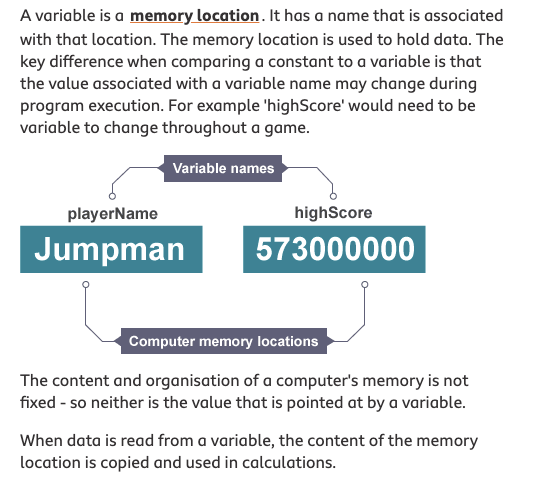 A variable is a memory location. It has a name that is associated
with that location. The memory location is used to hold data. The
key difference when comparing a constant to a variable is that
the value associated with a variable name may change during
program execution. For example 'highScore' would need to be
variable to change throughout a game.
Variable names
playerName highScore
Jumpman 573000000
Computer memory locations
The content and organisation of a computer's memory is not
fixed - so neither is the value that is pointed at by a variable.
When data is read from a variable, the content of the memory
location is copied and used in calculations.